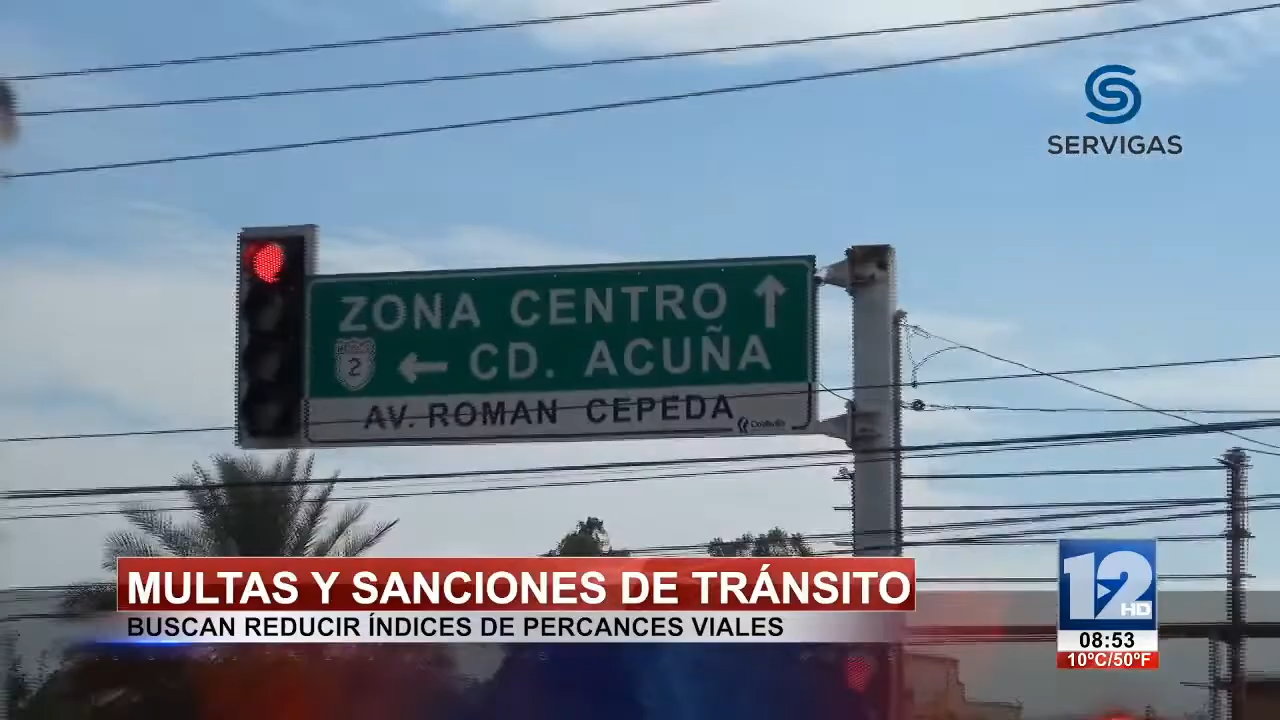 SERVIGAS
ZONA CENTRO
2
CD. ACUÑA
AV. ROMAN CEPEDA
Coahuila
MULTAS Y SANCIONES DE TRÁNSITO
BUSCAN REDUCIR ÍNDICES DE PERCANCES VIALES
12
HD
08:53
10°C/50°F